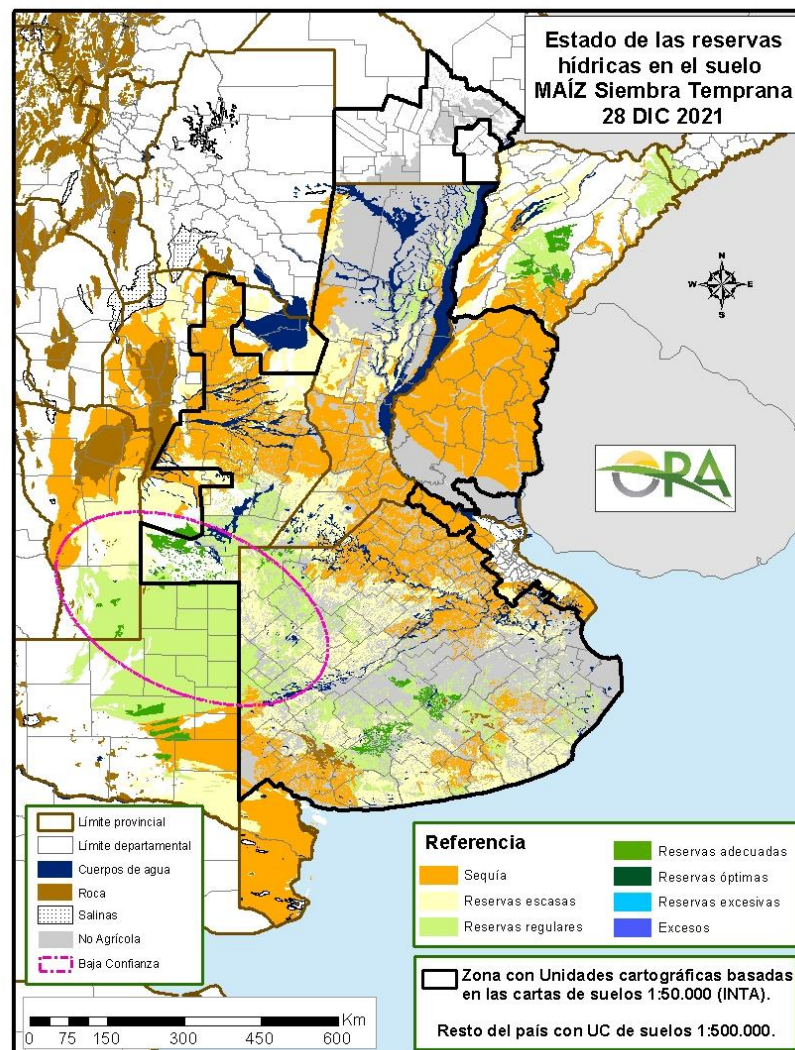 Estado de las reservas
hídricas en el suelo
MAÍZ Siembra Temprana
28 DIC 2021
N
W E
S
ORA
Límite provincial
Límite departamental
Cuerpos de agua
Roca
Salinas
No Agrícola
Baja Confianza
Referencia
Sequía
Reservas escasas
Reservas regulares
Reservas adecuadas
Reservas óptimas
Reservas excesivas
Excesos
Zona con Unidades cartográficas basadas
en las cartas de suelos 1:50.000 (INTA).
Resto del país con UC de suelos 1:500.000.
Km
0 75 150 300 450 600